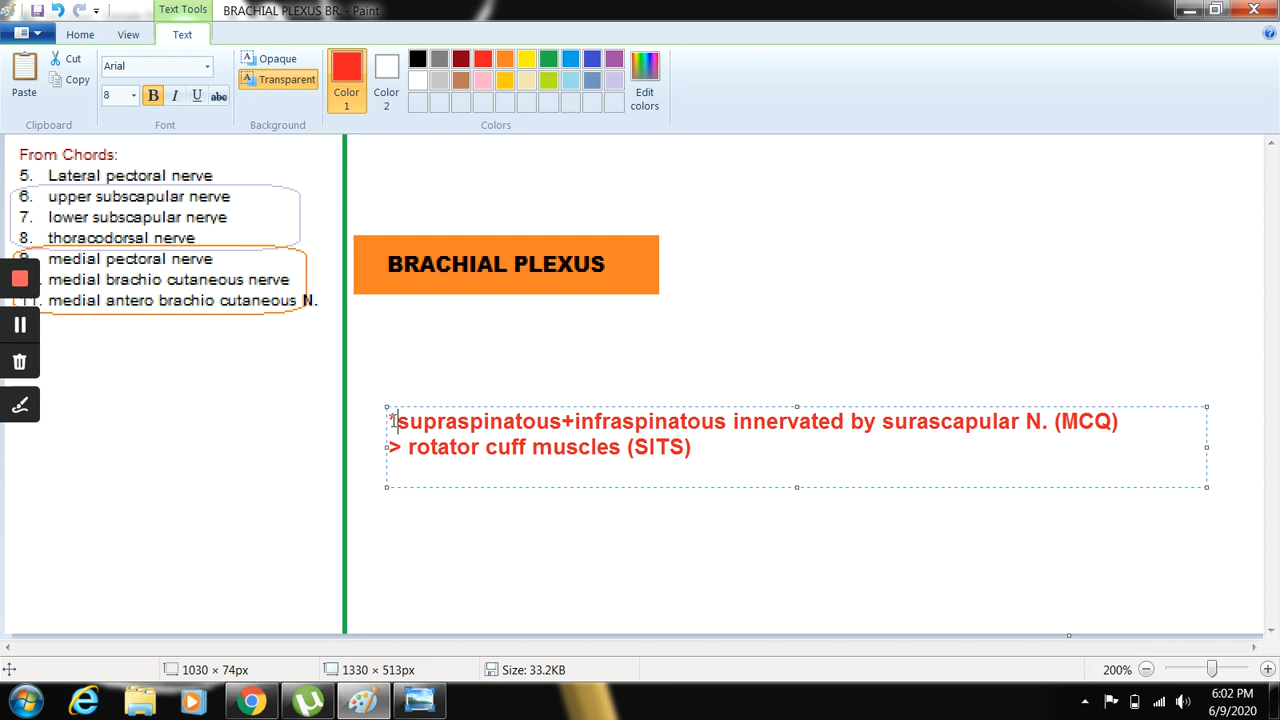 Text Tools
BRACHIAL PLEXUS BR. - Paint
Home View Text
Paste
Cut
Copy
Clipboard
Arial
8 B I U abc
Font
Opaque
Transparent
Background
Color 1
Color 2
Edit colors
Colors
From Chords:
5. Lateral pectoral nerve
6. upper subscapular nerve
7. lower subscapular nerve
8. thoracodorsal nerve
medial pectoral nerve
medial brachio cutaneous nerve
11. medial antero brachio cutaneous N.
BRACHIAL PLEXUS
*supraspinatous+infraspinatous innervated by surascapular N. (MCQ)
> rotator cuff muscles (SITS)
1030 × 74px
1330 × 513px
Size: 33.2KB
200%
6:02 PM
6/9/2020